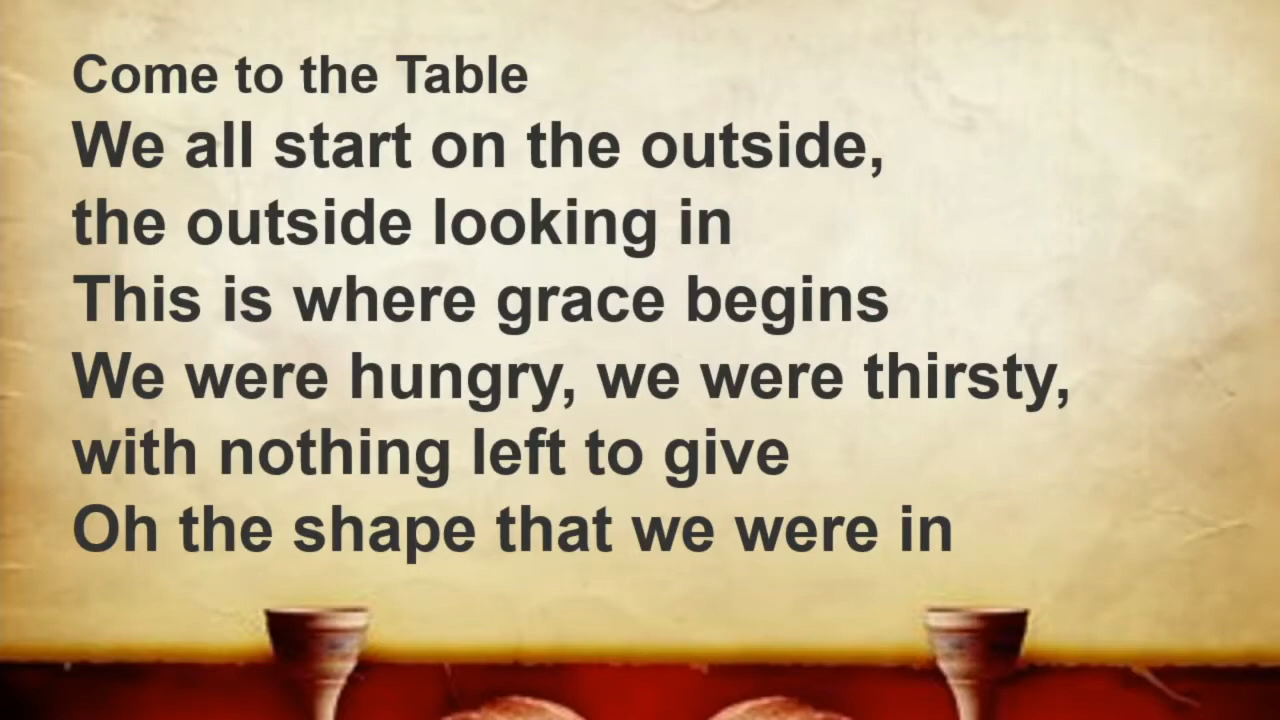 Come to the Table
We all start on the outside,
the outside looking in
This is where grace begins
We were hungry, we were thirsty,
with nothing left to give
Oh the shape that we were in